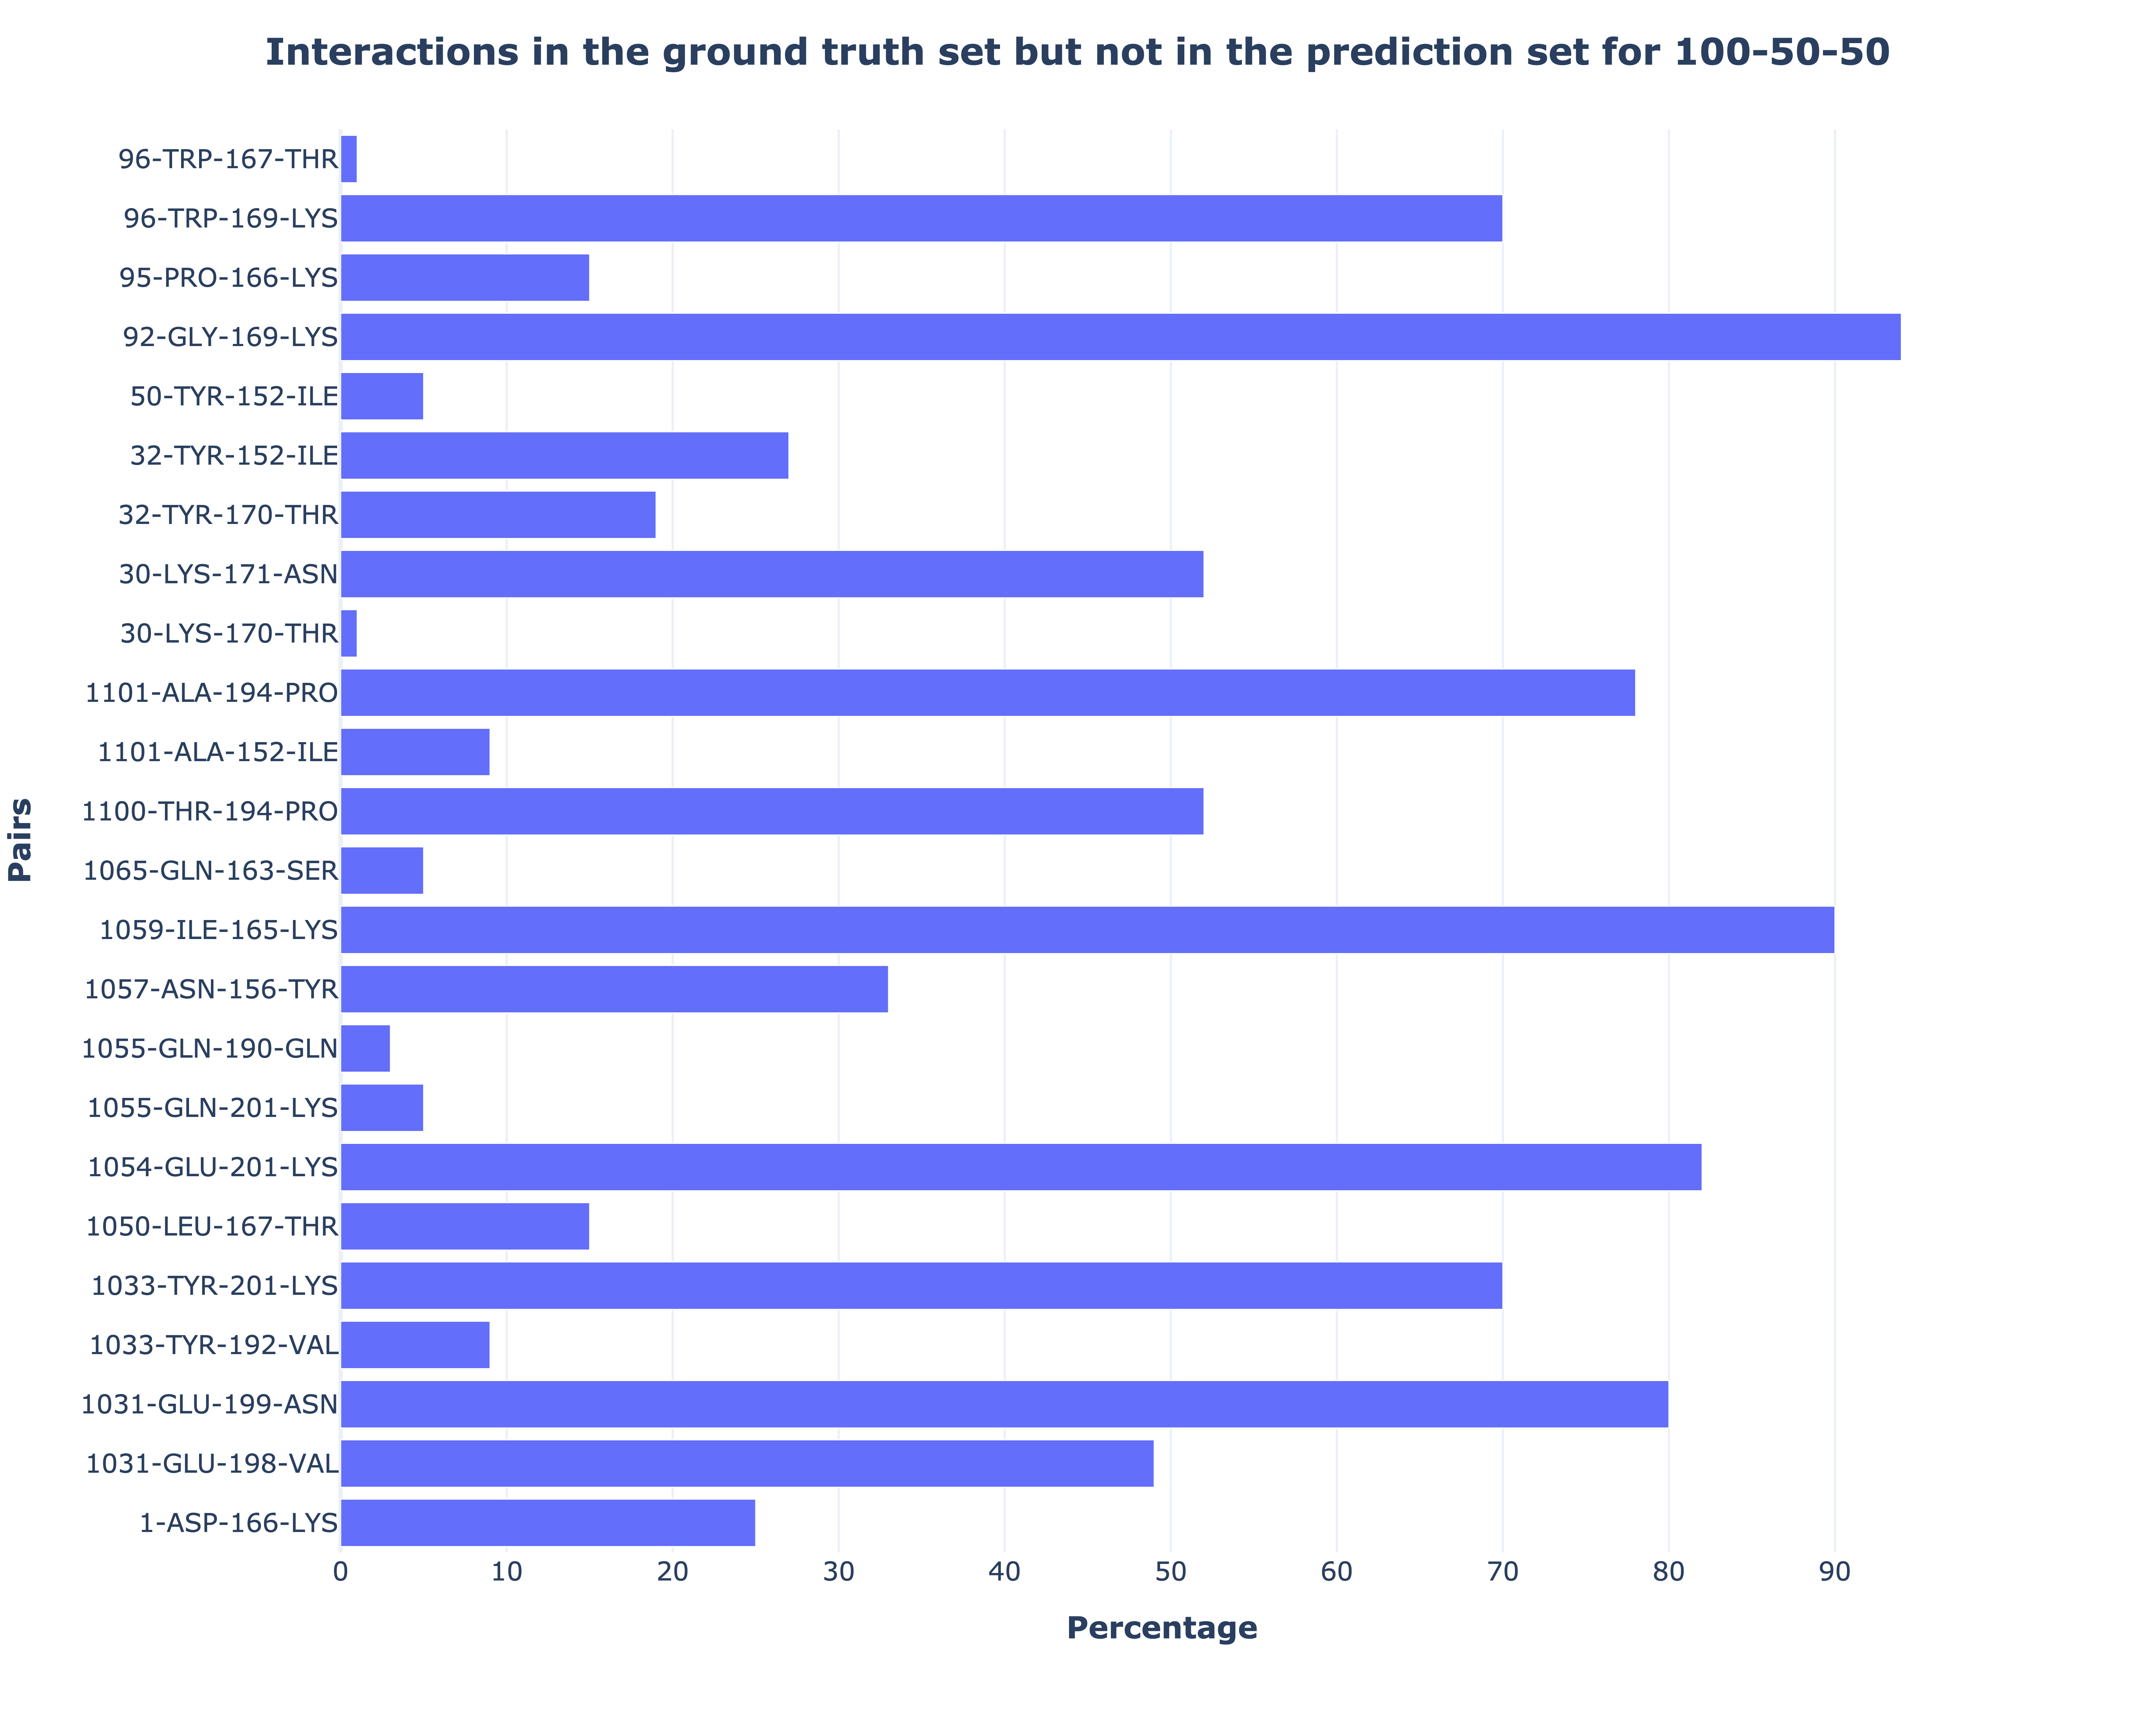 Interactions in the ground truth set but not in the prediction set for 100-50-50
96-TRP-167-THR
96-TRP-169-LYS
95-PRO-166-LYS
92-GLY-169-LYS
50-TYR-152-ILE
32-TYR-152-ILE
32-TYR-170-THR
30-LYS-171-ASN
30-LYS-170-THR
1101-ALA-194-PRO
1101-ALA-152-ILE
1100-THR-194-PRO
1065-GLN-163-SER
1059-ILE-165-LYS
1057-ASN-156-TYR
1055-GLN-190-GLN
1055-GLN-201-LYS
1054-GLU-201-LYS
1050-LEU-167-THR
1033-TYR-201-LYS
1033-TYR-192-VAL
1031-GLU-199-ASN
1031-GLU-198-VAL
1-ASP-166-LYS
Pairs
0 10 20 30 40 50 60 70 80 90
Percentage